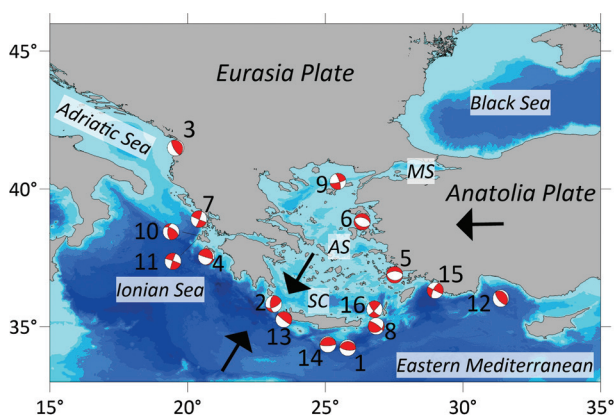 45°
40°
35°
Eurasia Plate
Black Sea
Adriatic Sea
3
MS
9
Anatolia Plate
7
6
10
AS
11
4
5
15
Ionian Sea
2
SC
16
12
13
8
14
1
Eastern Mediterranean
15°
20°
25°
30°
35°